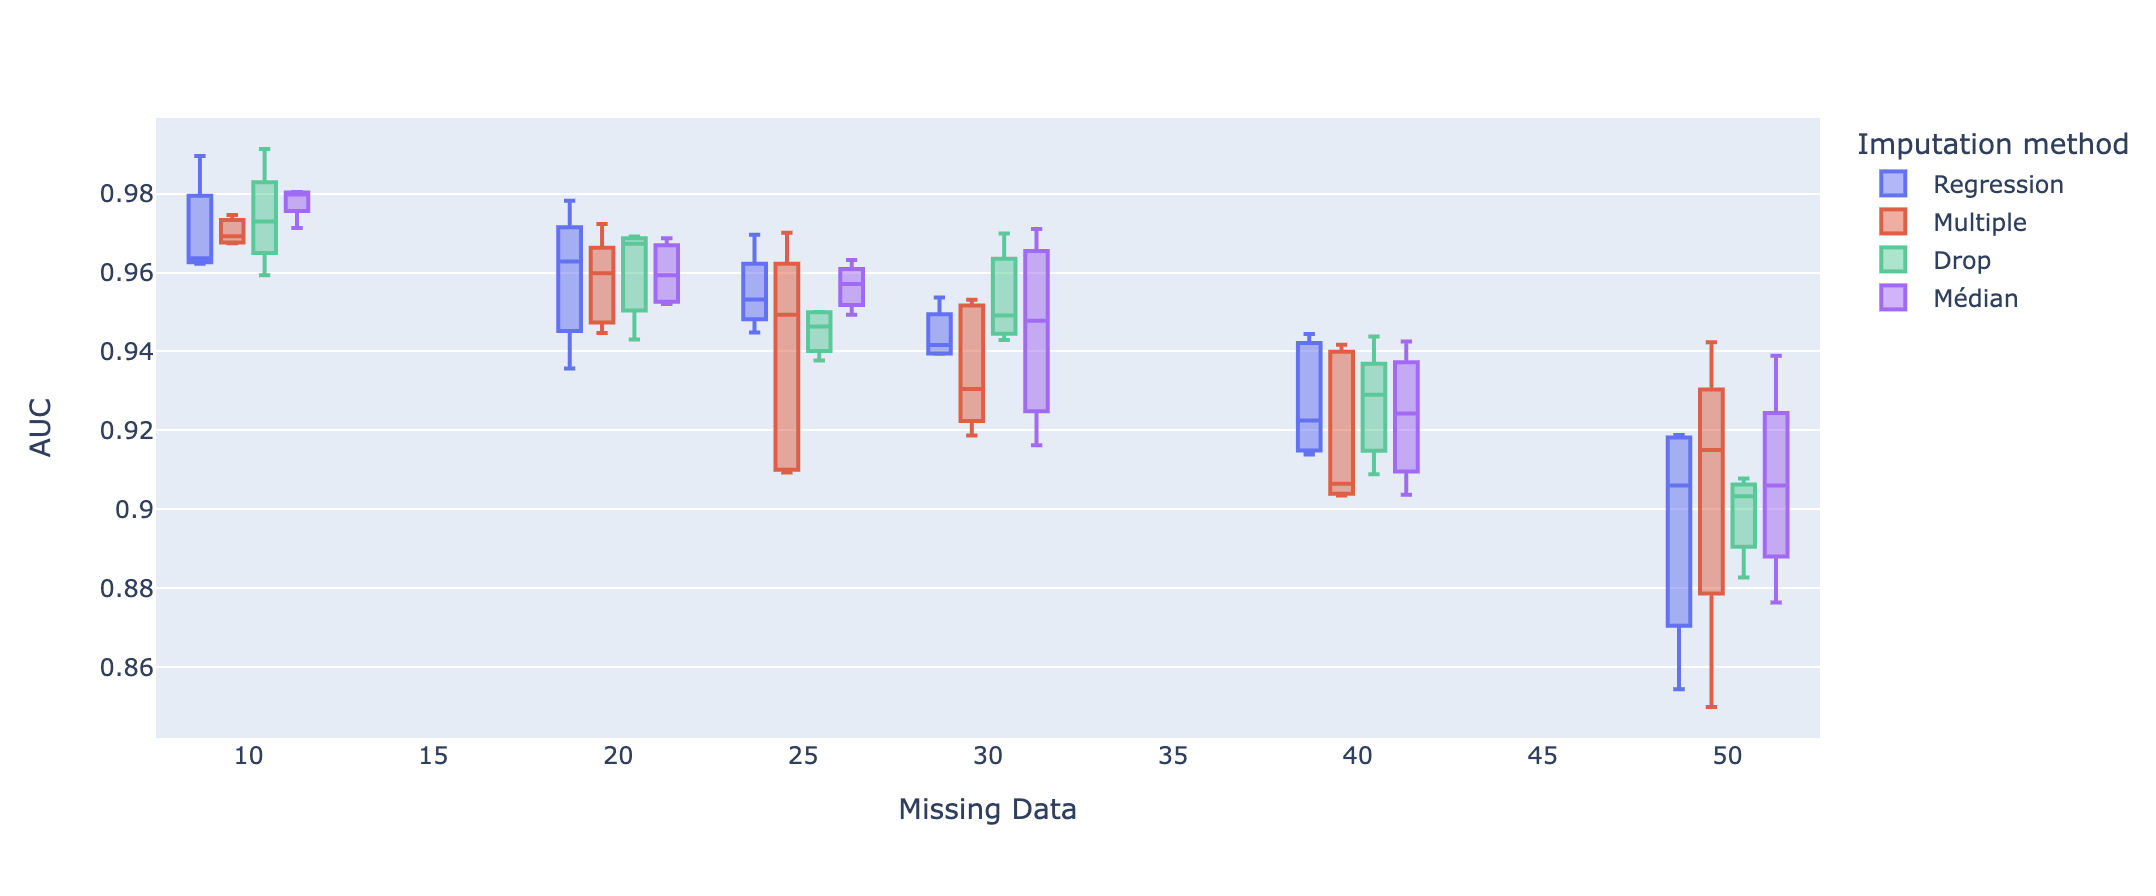 Imputation method
Regression
Multiple
Drop
Médian
AUC
0.98
0.96
0.94
0.92
0.9
0.88
0.86
10 15 20 25 30 35 40 45 50
Missing Data